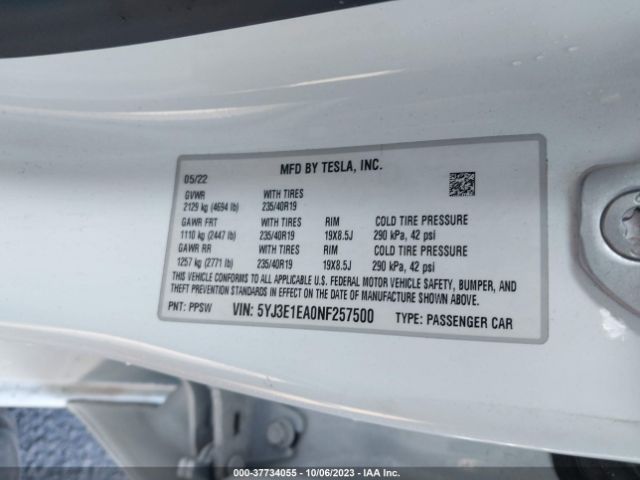 MFD BY TESLA, INC.
05/22
GVWR WITH TIRES
2129 kg (4694 lb) 235/40R19
GAWR FRT WITH TIRES RIM COLD TIRE PRESSURE
1110 kg (2447 lb) 235/40R19 19X8.5J 290 kPa, 42 psi
GAWR RR WITH TIRES RIM COLD TIRE PRESSURE
1257 kg (2771 lb) 235/40R19 19X8.5J 290 kPa, 42 psi
THIS VEHICLE CONFORMS TO ALL APPLICABLE U.S. FEDERAL MOTOR VEHICLE SAFETY, BUMPER, AND
THEFT PREVENTION STANDARDS IN EFFECT ON THE DATE OF MANUFACTURE SHOWN ABOVE.
PNT: PPSW VIN: 5YJ3E1EA0NF257500 TYPE: PASSENGER CAR
000-37734055 - 10/06/2023 - IAA Inc.